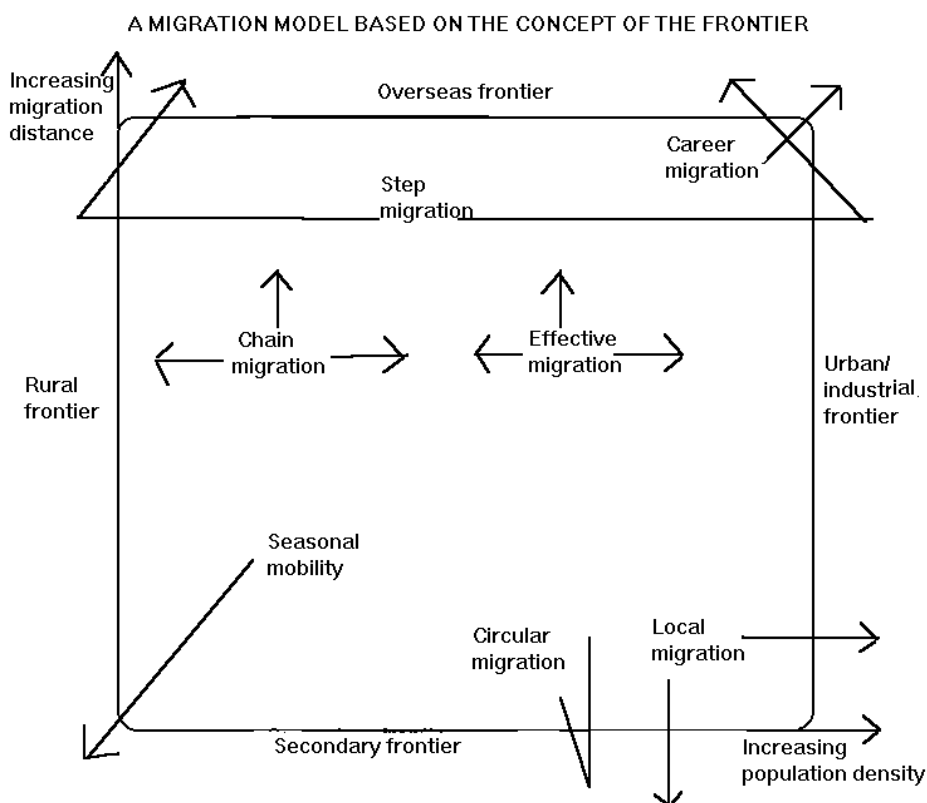 A MIGRATION MODEL BASED ON THE CONCEPT OF THE FRONTIER
Increasing
migration
distance
Overseas frontier
Career
migration
Step
migration
Chain
migration
Effective
migration
Rural
frontier
Urban/
industrial
frontier
Seasonal
mobility
Circular
migration
Local
migration
Secondary frontier
Increasing
population density